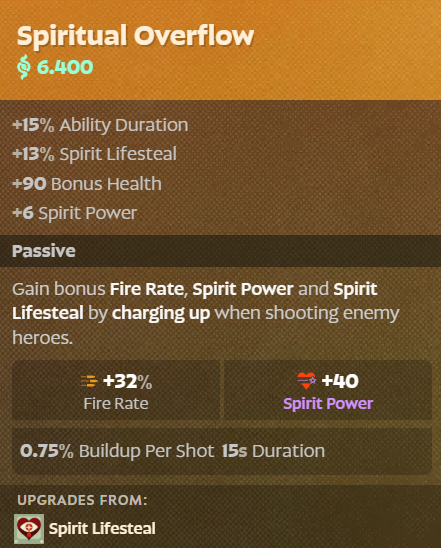 Spiritual Overflow
6.400
+15% Ability Duration
+13% Spirit Lifesteal
+90 Bonus Health
+6 Spirit Power
Passive
Gain bonus Fire Rate, Spirit Power and Spirit
Lifesteal by charging up when shooting enemy
heroes.
+32%
Fire Rate
+40
Spirit Power
0.75% Buildup Per Shot 15s Duration
UPGRADES FROM:
Spirit Lifesteal